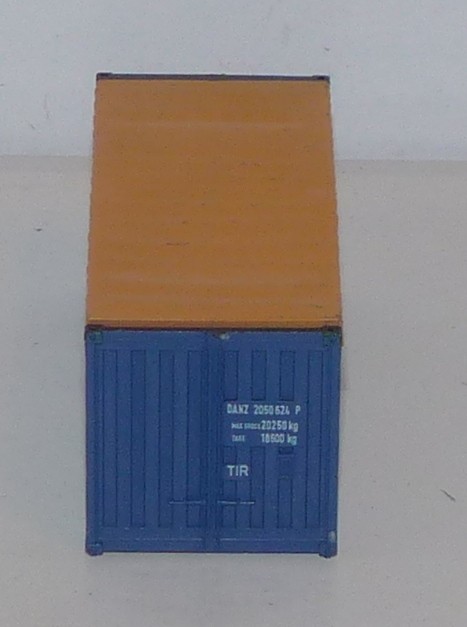 DANZ 2050 624 P
MAX GROSS 20250 kg
TARE 18600 kg
TIR